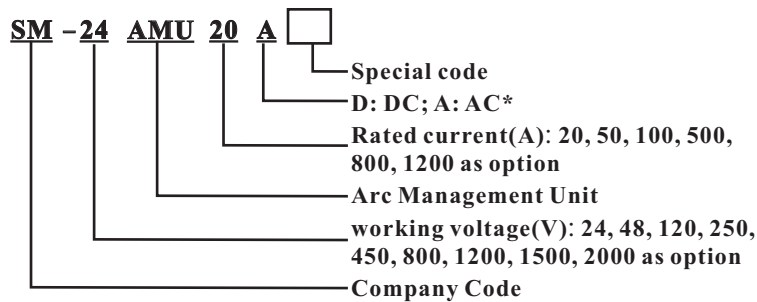 SM -24 AMU 20 A
Special code
D: DC; A: AC*
Rated current(A): 20, 50, 100, 500,
800, 1200 as option
Arc Management Unit
working voltage(V): 24, 48, 120, 250,
450, 800, 1200, 1500, 2000 as option
Company Code